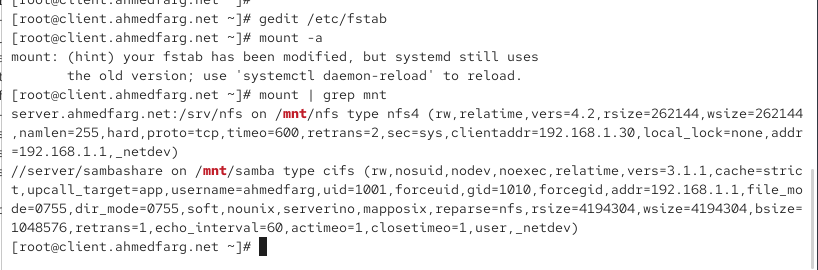 [root@client.ahmedfarg.net ~]#
[root@client.ahmedfarg.net ~]# gedit /etc/fstab
[root@client.ahmedfarg.net ~]# mount -a
mount: (hint) your fstab has been modified, but systemd still uses
       the old version; use 'systemctl daemon-reload' to reload.
[root@client.ahmedfarg.net ~]# mount | grep mnt
server.ahmedfarg.net:/srv/nfs on /mnt/nfs type nfs4 (rw,relatime,vers=4.2,rsize=262144,wsize=262144
,namlen=255,hard,proto=tcp,timeo=600,retrans=2,sec=sys,clientaddr=192.168.1.30,local_lock=none,addr
=192.168.1.1,_netdev)
//server/sambashare on /mnt/samba type cifs (rw,nosuid,nodev,noexec,relatime,vers=3.1.1,cache=stric
t,upcall_target=app,username=ahmedfarg,uid=1001,forceuid,gid=1010,forcegid,addr=192.168.1.1,file_mo
de=0755,dir_mode=0755,soft,nounix,serverino,mapposix,reparse=nfs,rsize=4194304,wsize=4194304,bsize=
1048576,retrans=1,echo_interval=60,actimeo=1,closetimeo=1,user,_netdev)
[root@client.ahmedfarg.net ~]#